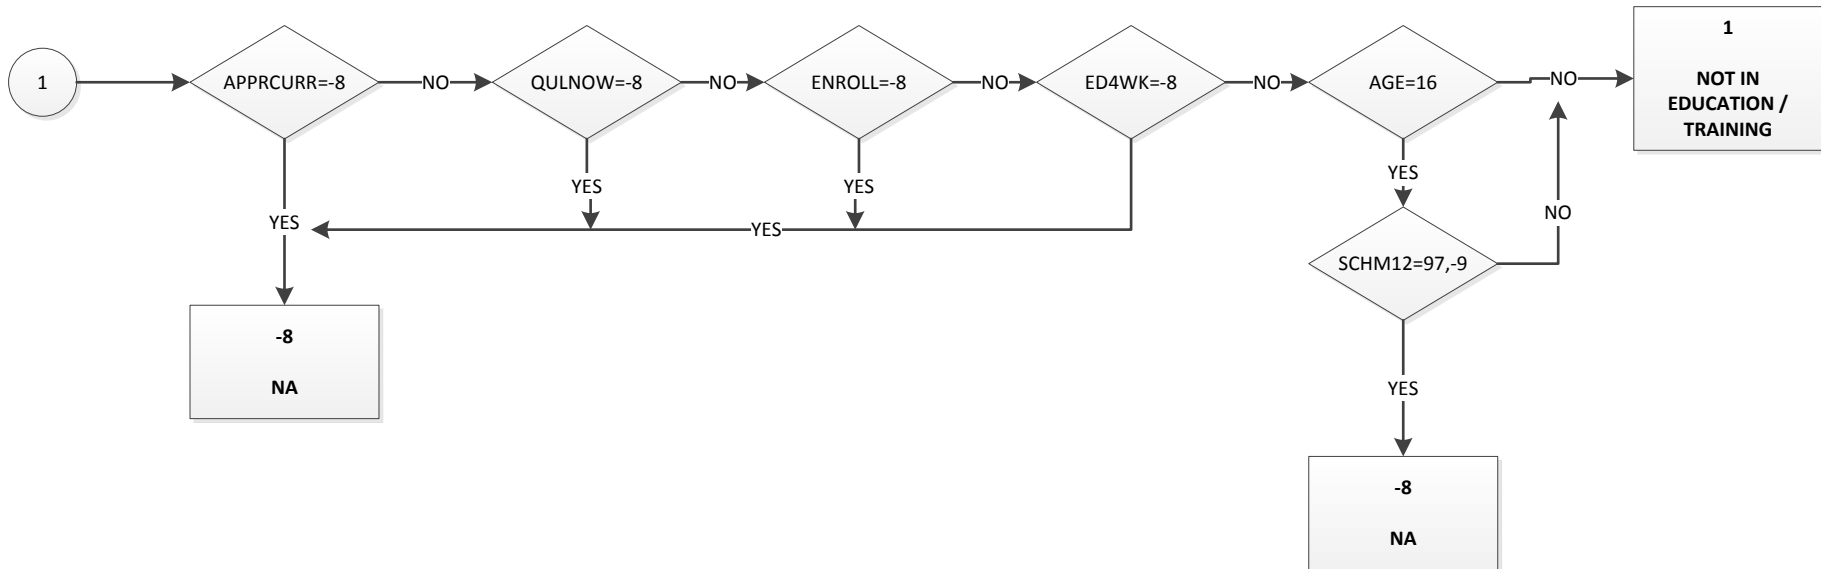 1
APPRCURR=-8
NO
QULNOW=-8
NO
ENROLL=-8
NO
ED4WK=-8
NO
AGE=16
NO
1
NOT IN
EDUCATION /
TRAINING
YES
YES
YES
YES
YES
NO
SCHM12=97,-9
-8
NA
YES
-8
NA